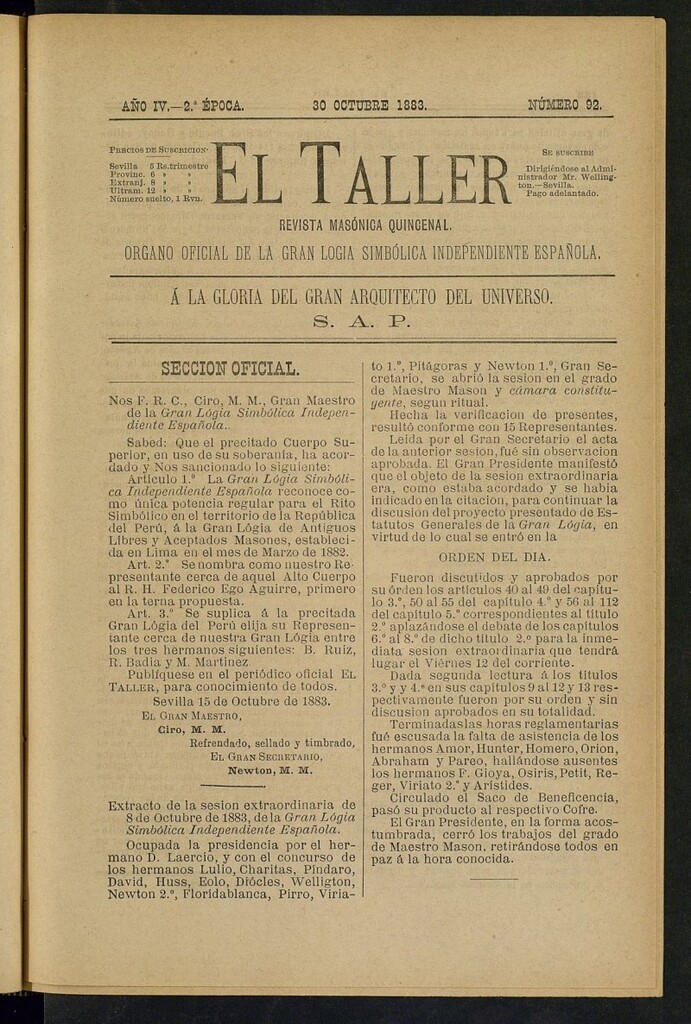 AÑO IV.—2.ª ÉPOCA. 30 OCTUBRE 1883. NÚMERO 92.
PRECIOS DE SUSCRICION
Sevilla 5 Rs. trimestre
Provinc. 6 » »
Extranj. 8 » »
Ultram. 12 » »
Número suelto, 1 Rvn.
EL TALLER
SE SUSCRIBE
Dirigiéndose al Admi-
nistrador Mr. Welling-
ton.—Sevilla.
Pago adelantado.
REVISTA MASÓNICA QUINCENAL.
ORGANO OFICIAL DE LA GRAN LOGIA SIMBÓLICA INDEPENDIENTE ESPAÑOLA.
Á LA GLORIA DEL GRAN ARQUITECTO DEL UNIVERSO.
S. A. P.
SECCION OFICIAL.
Nos F. R. C., Ciro, M. M., Gran Maestro
de la Gran Lógia Simbólica Indepen-
diente Española..
Sabed: Que el precitado Cuerpo Su-
perior, en uso de su soberanía, ha acor-
dado y Nos sancionado lo siguiente:
Artículo 1.º La Gran Lógia Simbóli-
ca Independiente Española reconoce co-
mo única potencia regular para el Rito
Simbólico en el territorio de la República
del Perú, á la Gran Lógia de Antiguos
Libres y Aceptados Masones, estableci-
da en Lima en el mes de Marzo de 1882.
Art. 2.º Se nombra como nuestro Re-
presentante cerca de aquel Alto Cuerpo
al R. H. Federico Ego Aguirre, primero
en la terna propuesta.
Art. 3.º Se suplica á la precitada
Gran Lógia del Perú elija su Represen-
tante cerca de nuestra Gran Lógia entre
los tres hermanos siguientes: B. Ruiz,
R. Badia y M. Martinez
Publíquese en el periódico oficial EL
TALLER, para conocimiento de todos.
Sevilla 15 de Octubre de 1883.
EL GRAN MAESTRO,
Ciro, M. M.
Refrendado, sellado y timbrado,
EL GRAN SECRETARIO,
Newton, M. M.
Extracto de la sesion extraordinaria de
8 de Octubre de 1883, de la Gran Lógia
Simbólica Independiente Española.
Ocupada la presidencia por el her-
mano D. Laercio, y con el concurso de
los hermanos Lulio, Charitas, Píndaro,
David, Huss, Eolo, Diócles, Welligton,
Newton 2.º, Floridablanca, Pirro, Viria-
to 1.º, Pitágoras y Newton 1.º, Gran Se-
cretario, se abrió la sesion en el grado
de Maestro Mason y cámara constitu-
yente, segun ritual.
Hecha la verificacion de presentes,
resultó conforme con 15 Representantes.
Leida por el Gran Secretario el acta
de la anterior sesion, fué sin observacion
aprobada. El Gran Presidente manifestó
que el objeto de la sesion extraordinaria
era, como estaba acordado y se habia
indicado en la citacion, para continuar la
discusion del proyecto presentado de Es-
tatutos Generales de la Gran Lógia, en
virtud de lo cual se entró en la
ORDEN DEL DIA.
Fueron discutidos y aprobados por
su órden los artículos 40 al 49 del capítu-
lo 3.º, 50 al 55 del capítulo 4.º y 56 al 112
del capítulo 5.º correspondientes al título
2.º aplazándose el debate de los capítulos
6.º al 8.º de dicho título 2.º para la inme-
diata sesion extraordinaria que tendrá
lugar el Viérnes 12 del corriente.
Dada segunda lectura á los títulos
3.º y y 4.º en sus capítulos 9 al 12 y 13 res-
pectivamente fueron por su orden y sin
discusion aprobados en su totalidad.
Terminadas las horas reglamentarias
fué escusada la falta de asistencia de los
hermanos Amor, Hunter, Homero, Orion,
Abraham y Pareo, hallándose ausentes
los hermanos F. Gioya, Osiris, Petit, Re-
ger, Viriato 2.º y Arístides.
Circulado el Saco de Beneficencia,
pasó su producto al respectivo Cofre.
El Gran Presidente, en la forma acos-
tumbrada, cerró los trabajos del grado
de Maestro Mason, retirándose todos en
paz á la hora conocida.